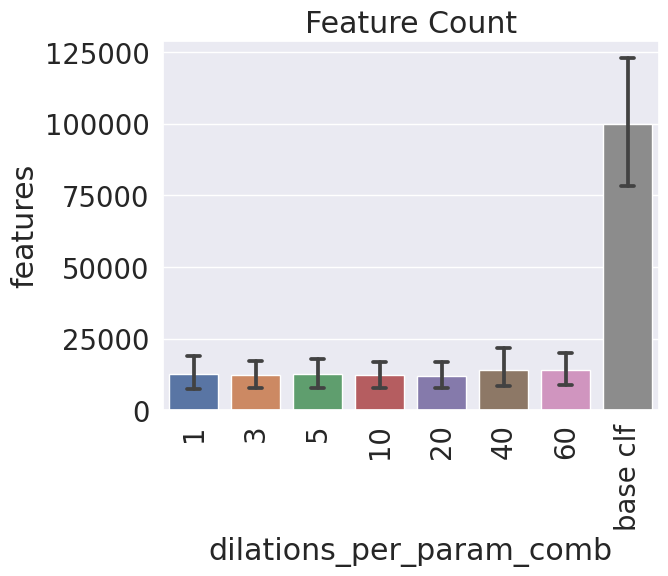 Feature Count
125000
100000
75000
50000
25000
0
features
1 3 5 10 20 40 60 base clf
dilations_per_param_comb